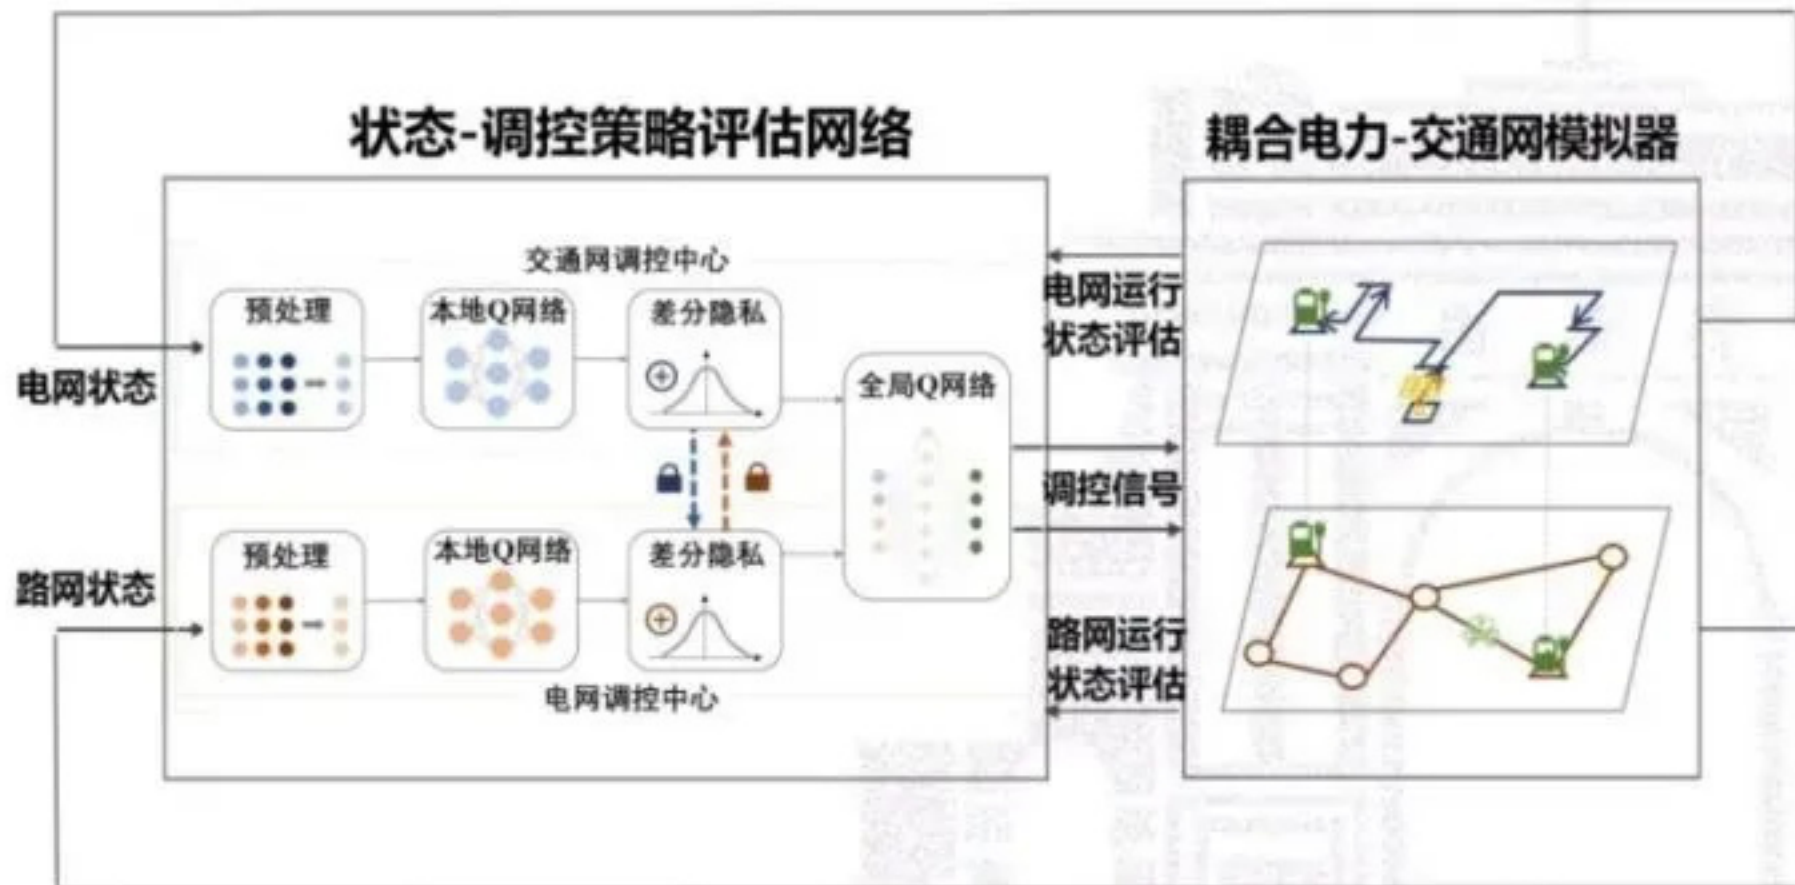 状态-调控策略评估网络
耦合电力-交通网模拟器
交通网调控中心
预处理
本地Q网络
差分隐私
电网状态
全局Q网络
路网状态
预处理
本地Q网络
差分隐私
电网调控中心
电网运行
状态评估
调控信号
路网运行
状态评估